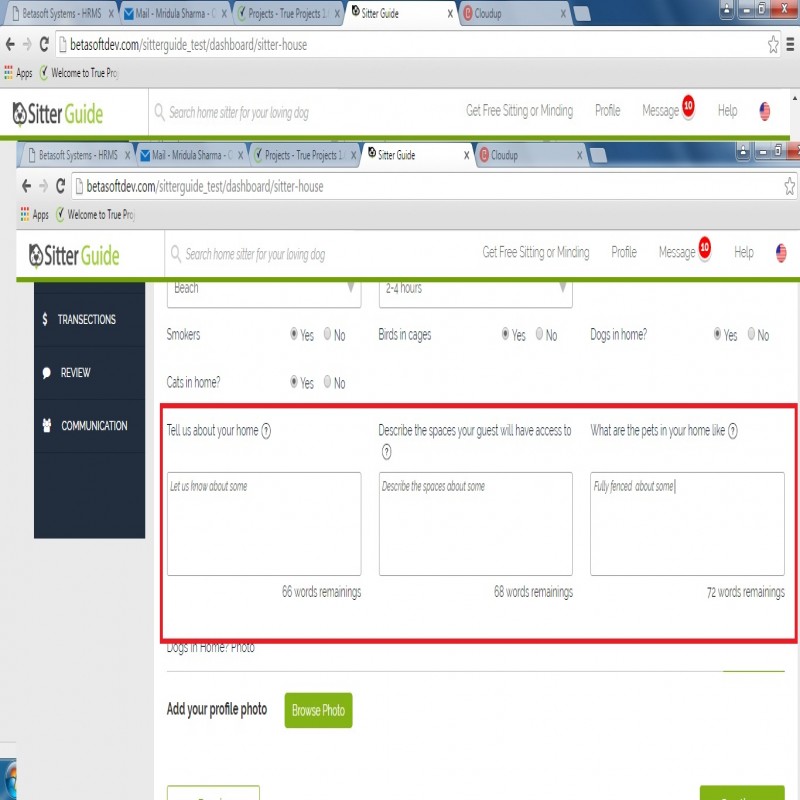 Betasoft Systems - HRMS Mail - Mridula Sharma - Projects - True Projects 1. Sitter Guide Cloudup
betasoftdev.com/sitterguide_test/dashboard/sitter-house
Apps Welcome to True Pro
Sitter Guide Search home sitter for your loving dog Get Free Sitting or Minding Profile Message 10 Help
Betasoft Systems - HRMS Mail - Mridula Sharma - Projects - True Projects 1. Sitter Guide Cloudup
betasoftdev.com/sitterguide_test/dashboard/sitter-house
Apps Welcome to True Pro
Sitter Guide Search home sitter for your loving dog Get Free Sitting or Minding Profile Message 10 Help
Beach 2-4 hours
$ TRANSECTIONS
Smokers Yes No Birds in cages Yes No Dogs in home? Yes No
REVIEW
Cats in home? Yes No
COMMUNICATION
Tell us about your home ? Describe the spaces your guest will have access to ? What are the pets in your home like ?
Let us know about some Describe the spaces about some Fully fenced about some
66 words remainings 68 words remainings 72 words remainings
Dogs in Home? Photo
Add your profile photo Browse Photo